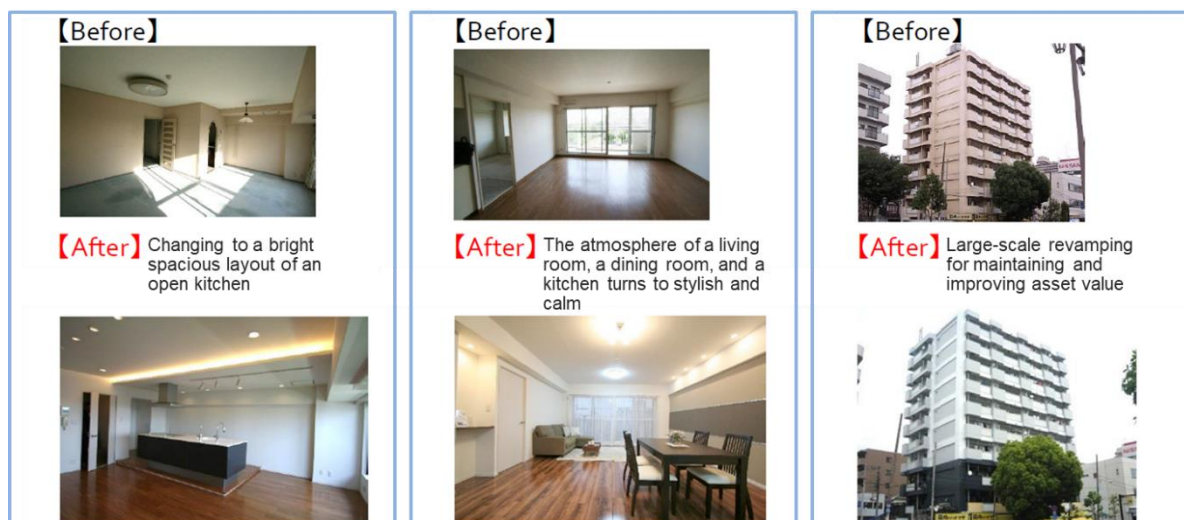 【Before】
【After】 Changing to a bright
spacious layout of an
open kitchen
【Before】
【After】 The atmosphere of a living
room, a dining room, and a
kitchen turns to stylish and
calm
【Before】
【After】 Large-scale revamping
for maintaining and
improving asset value